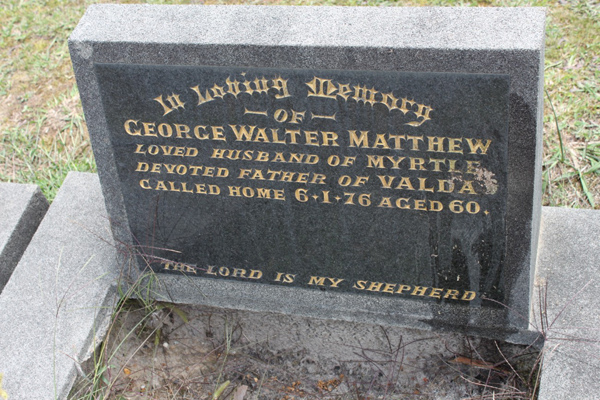 In Loving Memory
— OF —
GEORGE WALTER MATTHEW
LOVED HUSBAND OF MYRTLE
DEVOTED FATHER OF VALDA
CALLED HOME 6-1-76 AGED 60.
THE LORD IS MY SHEPHERD